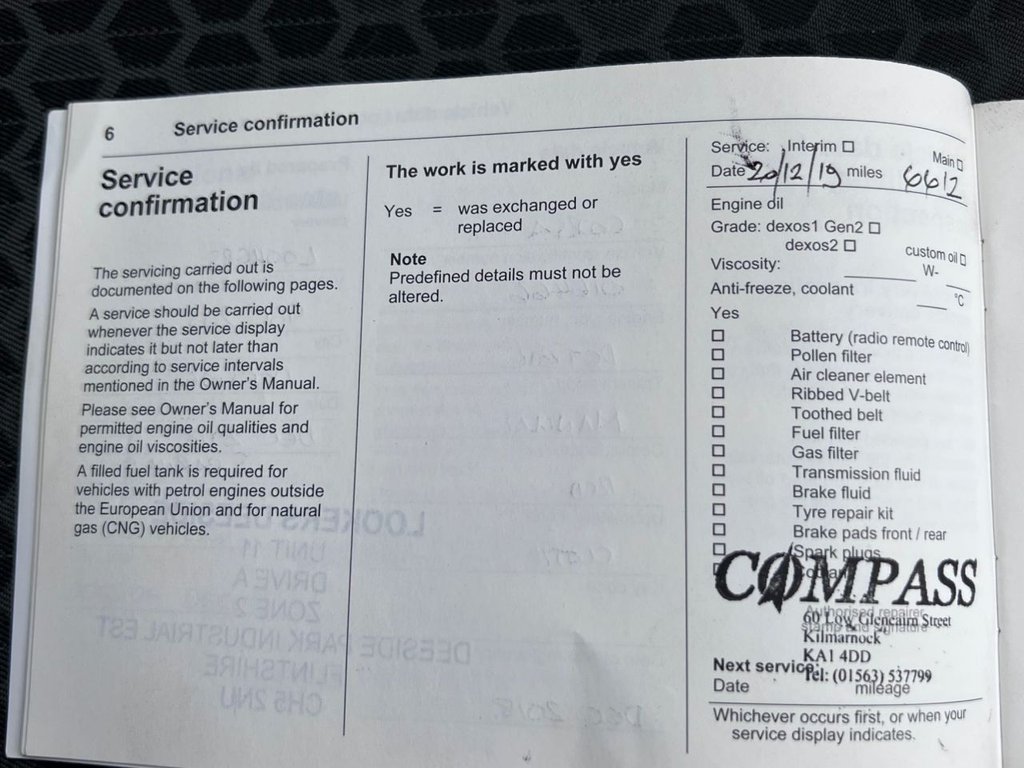 6 Service confirmation
Service
confirmation
The servicing carried out is
documented on the following pages.
A service should be carried out
whenever the service display
indicates it but not later than
according to service intervals
mentioned in the Owner's Manual.
Please see Owner's Manual for
permitted engine oil qualities and
engine oil viscosities.
A filled fuel tank is required for
vehicles with petrol engines outside
the European Union and for natural
gas (CNG) vehicles.
The work is marked with yes
Yes = was exchanged or
replaced
Note
Predefined details must not be
altered.
Service: Interim ☐ Main ☐
Date 20/12/19 miles 6612
Engine oil
Grade: dexos1 Gen2 ☐
dexos2 ☐ custom oil ☐
Viscosity: W-
Anti-freeze, coolant °C
Yes
☐ Battery (radio remote control)
☐ Pollen filter
☐ Air cleaner element
☐ Ribbed V-belt
☐ Toothed belt
☐ Fuel filter
☐ Gas filter
☐ Transmission fluid
☐ Brake fluid
☐ Tyre repair kit
☐ Brake pads front / rear
☐ Spark plugs
COMPASS
Authorised repairer
stamp and signature
60 Low Glencairn Street
Kilmarnock
KA1 4DD
Tel: (01563) 537799
Next service:
Date mileage
Whichever occurs first, or when your
service display indicates.